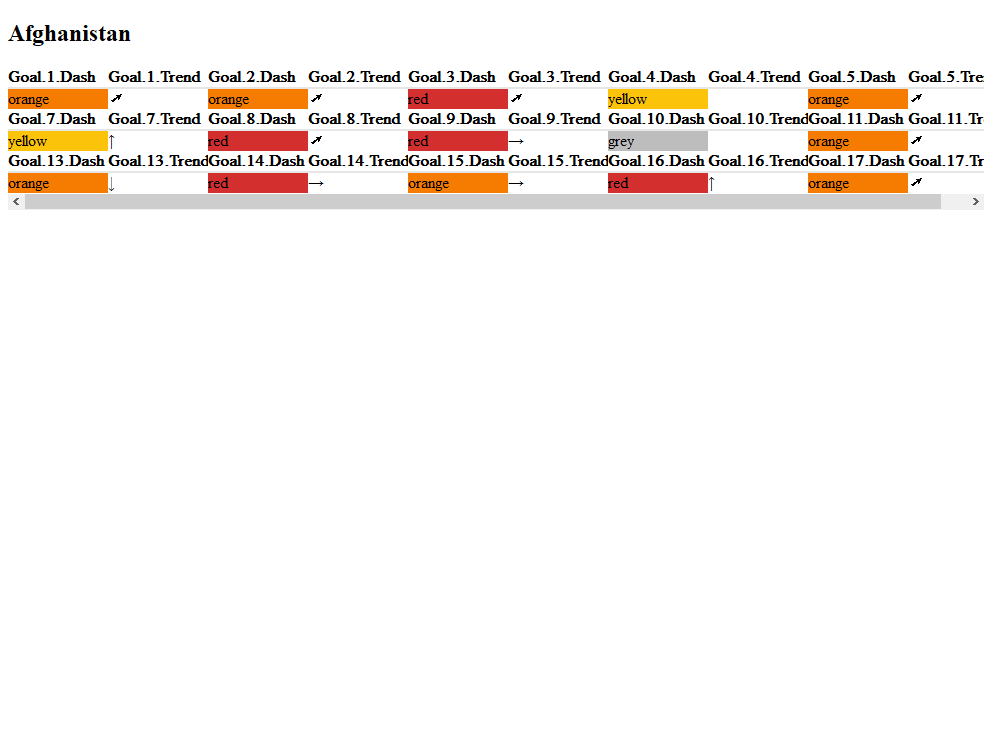 Afghanistan
Goal.1.Dash Goal.1.Trend Goal.2.Dash Goal.2.Trend Goal.3.Dash Goal.3.Trend Goal.4.Dash Goal.4.Trend Goal.5.Dash Goal.5.Tre
orange ➚ orange ➚ red ➚ yellow orange ➚
Goal.7.Dash Goal.7.Trend Goal.8.Dash Goal.8.Trend Goal.9.Dash Goal.9.Trend Goal.10.Dash Goal.10.Trend Goal.11.Dash Goal.11.Tr
yellow ↑ red ➚ red → grey orange ➚
Goal.13.Dash Goal.13.Trend Goal.14.Dash Goal.14.Trend Goal.15.Dash Goal.15.Trend Goal.16.Dash Goal.16.Trend Goal.17.Dash Goal.17.Tr
orange ↓ red → orange → red ↑ orange ➚